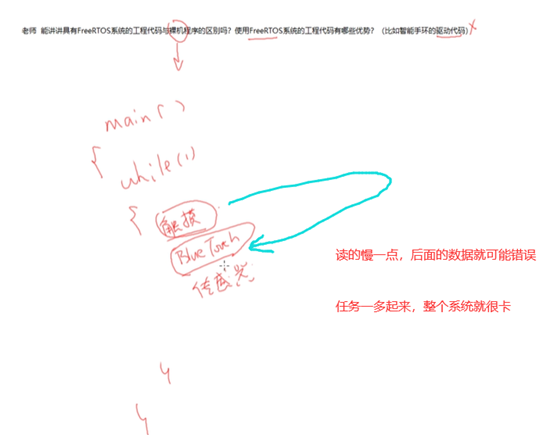 老师 能讲讲具有FreeRTOS系统的工程代码与裸机程序的区别吗？使用FreeRTOS系统的工程代码有哪些优势？（比如智能手环的驱动代码）
main()
{
while(1)
{
触摸
Blue Touch
传感器
读的慢一点，后面的数据就可能错误
任务一多起来，整个系统就很卡
}
}